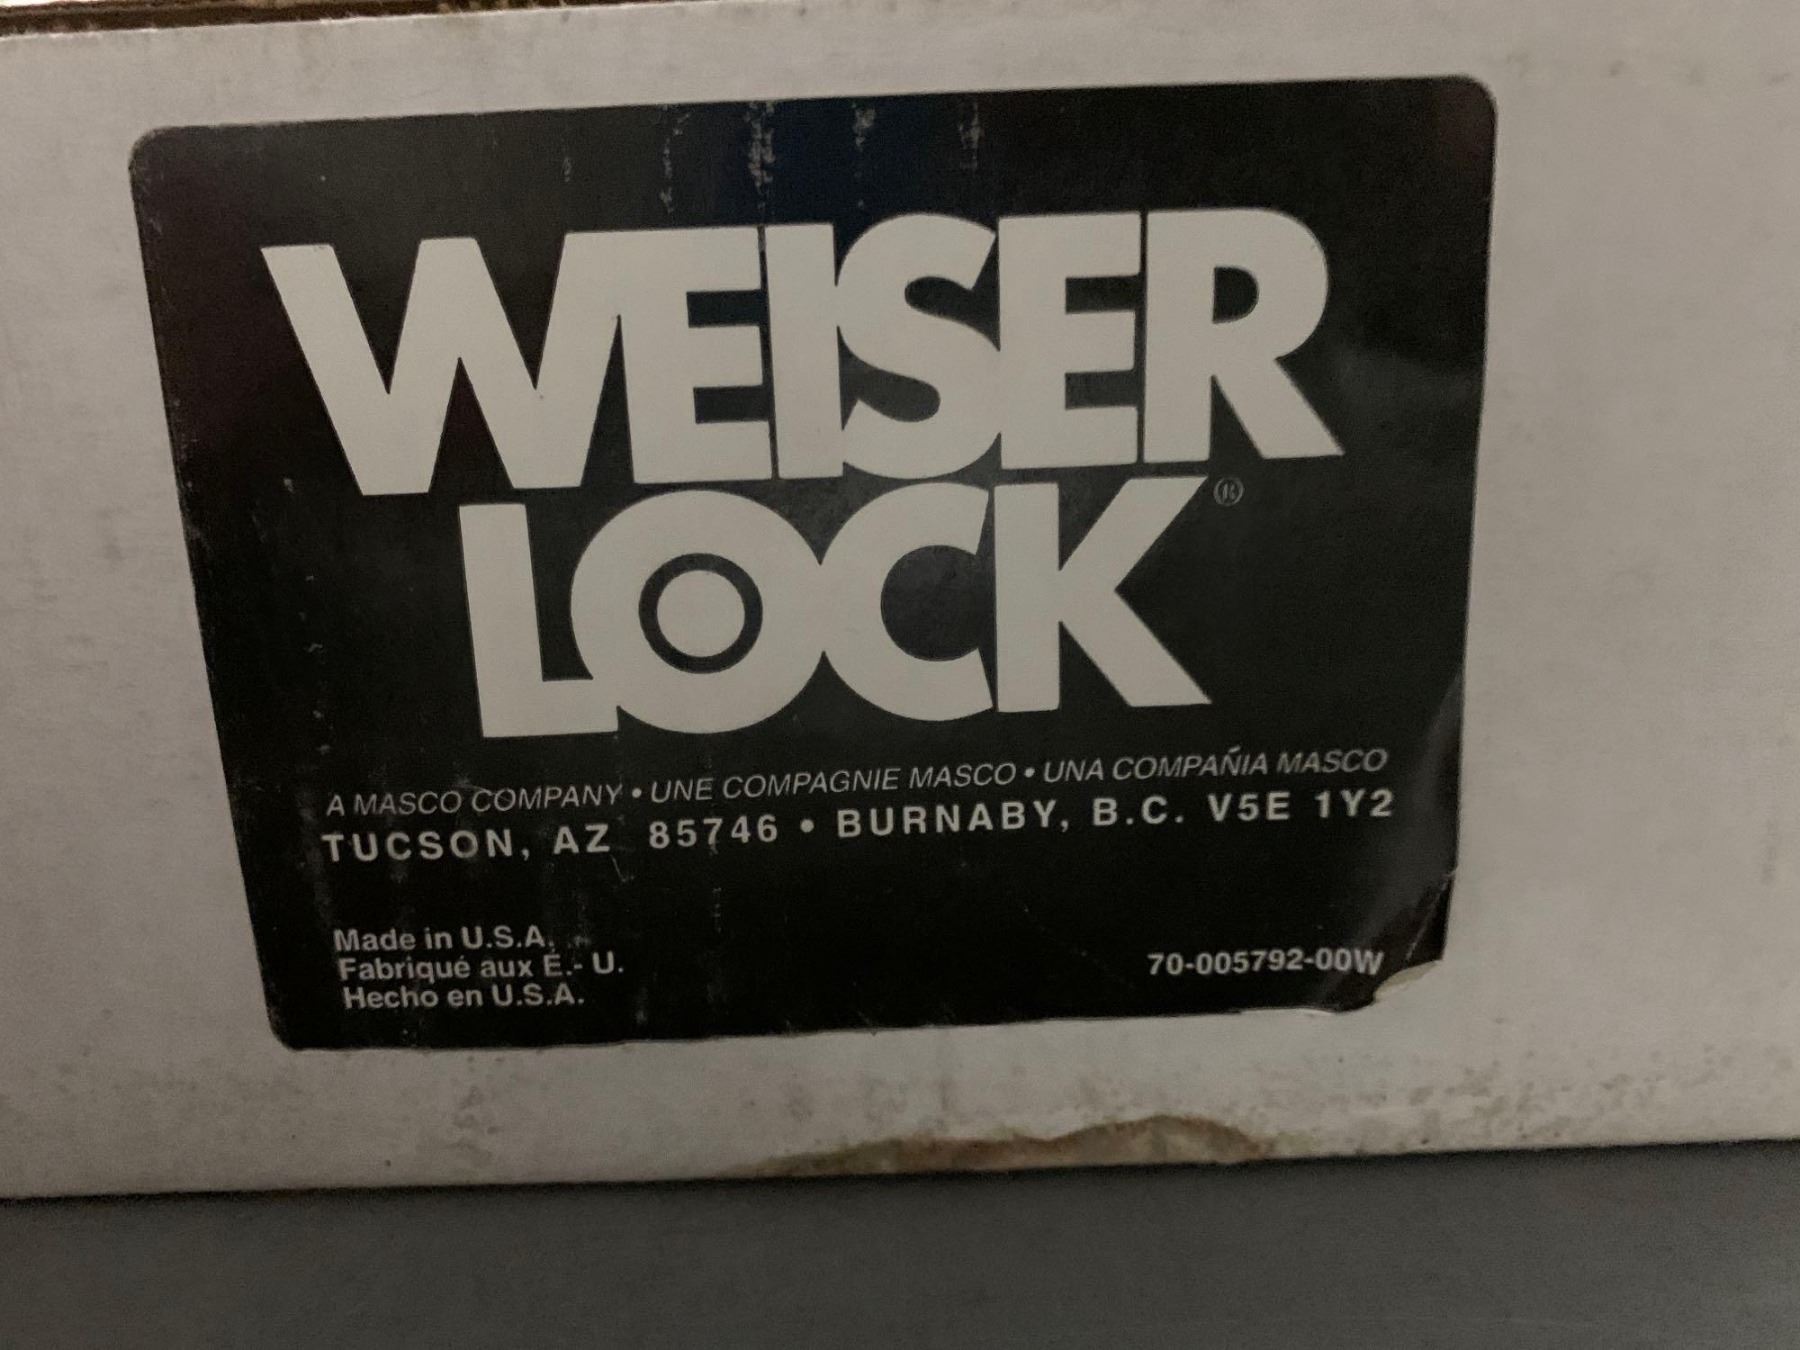 WEISER
LOCK®
A MASCO COMPANY • UNE COMPAGNIE MASCO • UNA COMPAÑIA MASCO
TUCSON, AZ 85746 • BURNABY, B.C. V5E 1Y2
Made in U.S.A.
Fabriqué aux É.- U.
Hecho en U.S.A.
70-005792-00W